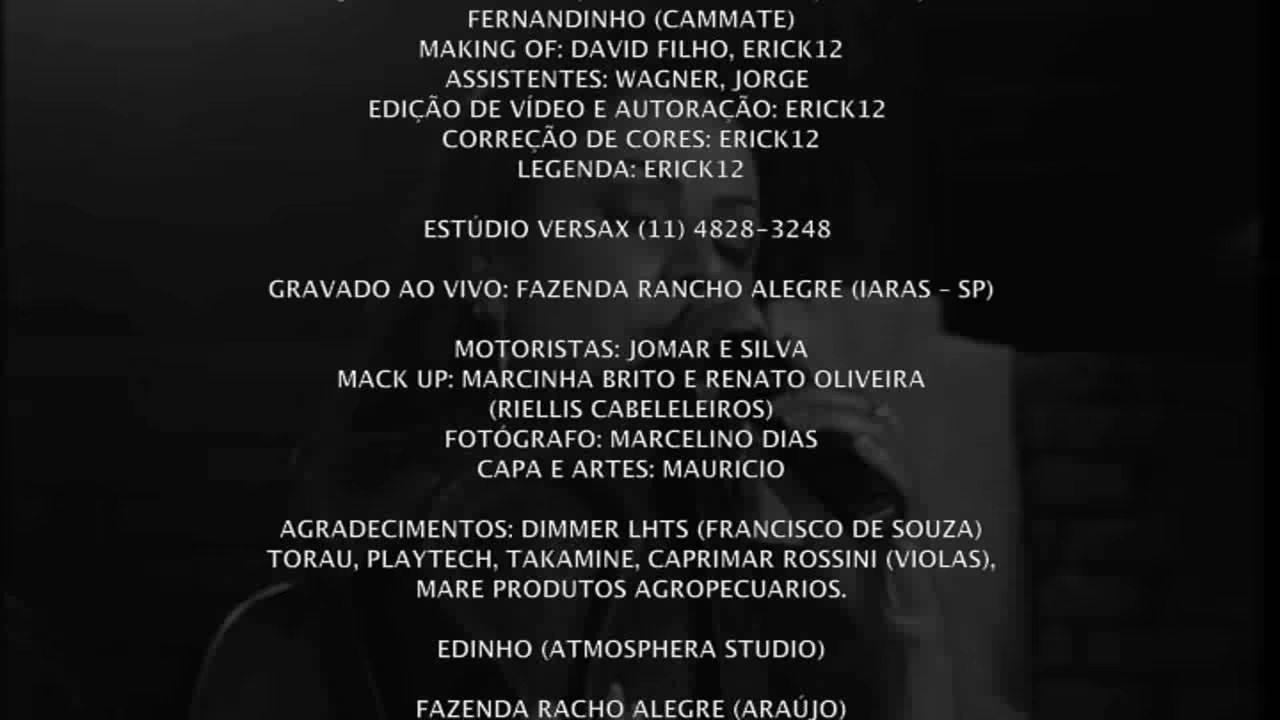 FERNANDINHO (CAMMATE)
MAKING OF: DAVID FILHO, ERICK12
ASSISTENTES: WAGNER, JORGE
EDIÇÃO DE VÍDEO E AUTORAÇÃO: ERICK12
CORREÇÃO DE CORES: ERICK12
LEGENDA: ERICK12
ESTÚDIO VERSAX (11) 4828-3248
GRAVADO AO VIVO: FAZENDA RANCHO ALEGRE (IARAS - SP)
MOTORISTAS: JOMAR E SILVA
MACK UP: MARCINHA BRITO E RENATO OLIVEIRA
(RIELLIS CABELELEIROS)
FOTÓGRAFO: MARCELINO DIAS
CAPA E ARTES: MAURICIO
AGRADECIMENTOS: DIMMER LHTS (FRANCISCO DE SOUZA)
TORAU, PLAYTECH, TAKAMINE, CAPRIMAR ROSSINI (VIOLAS),
MARE PRODUTOS AGROPECUARIOS.
EDINHO (ATMOSPHERA STUDIO)
FAZENDA RACHO ALEGRE (ARAÚJO)